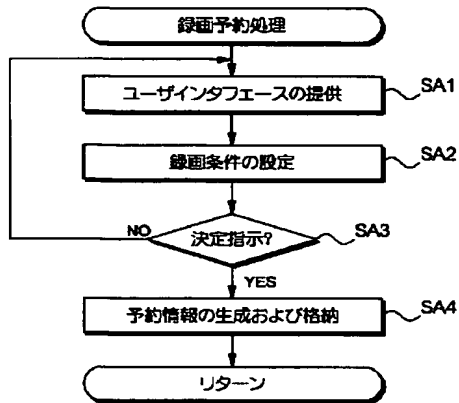 録画予約処理
ユーザインタフェースの提供
SA1
録画条件の設定
SA2
決定指示?
SA3
NO
YES
予約情報の生成および格納
SA4
リターン